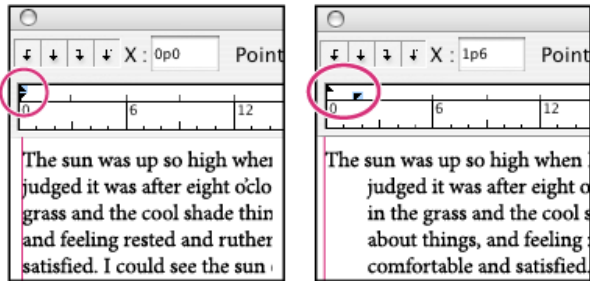 X : 0p0 Point
0 6 12
The sun was up so high when
judged it was after eight o'clo
grass and the cool shade thin
and feeling rested and ruther
satisfied. I could see the sun
X : 1p6 Point
0 6 12
The sun was up so high when
judged it was after eight o
in the grass and the cool s
about things, and feeling
comfortable and satisfied.